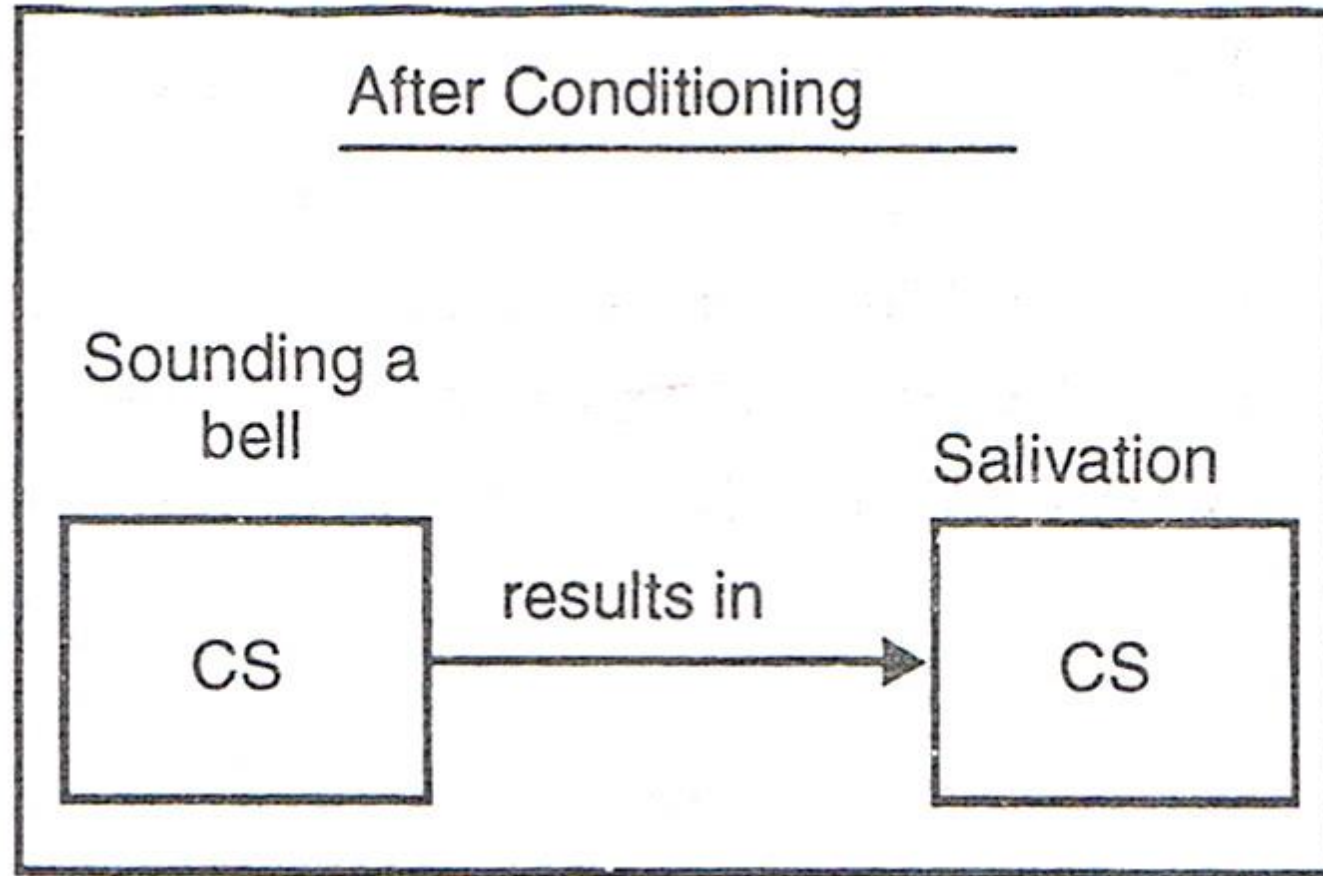 After Conditioning
Sounding a
bell
Salivation
CS
results in
CS